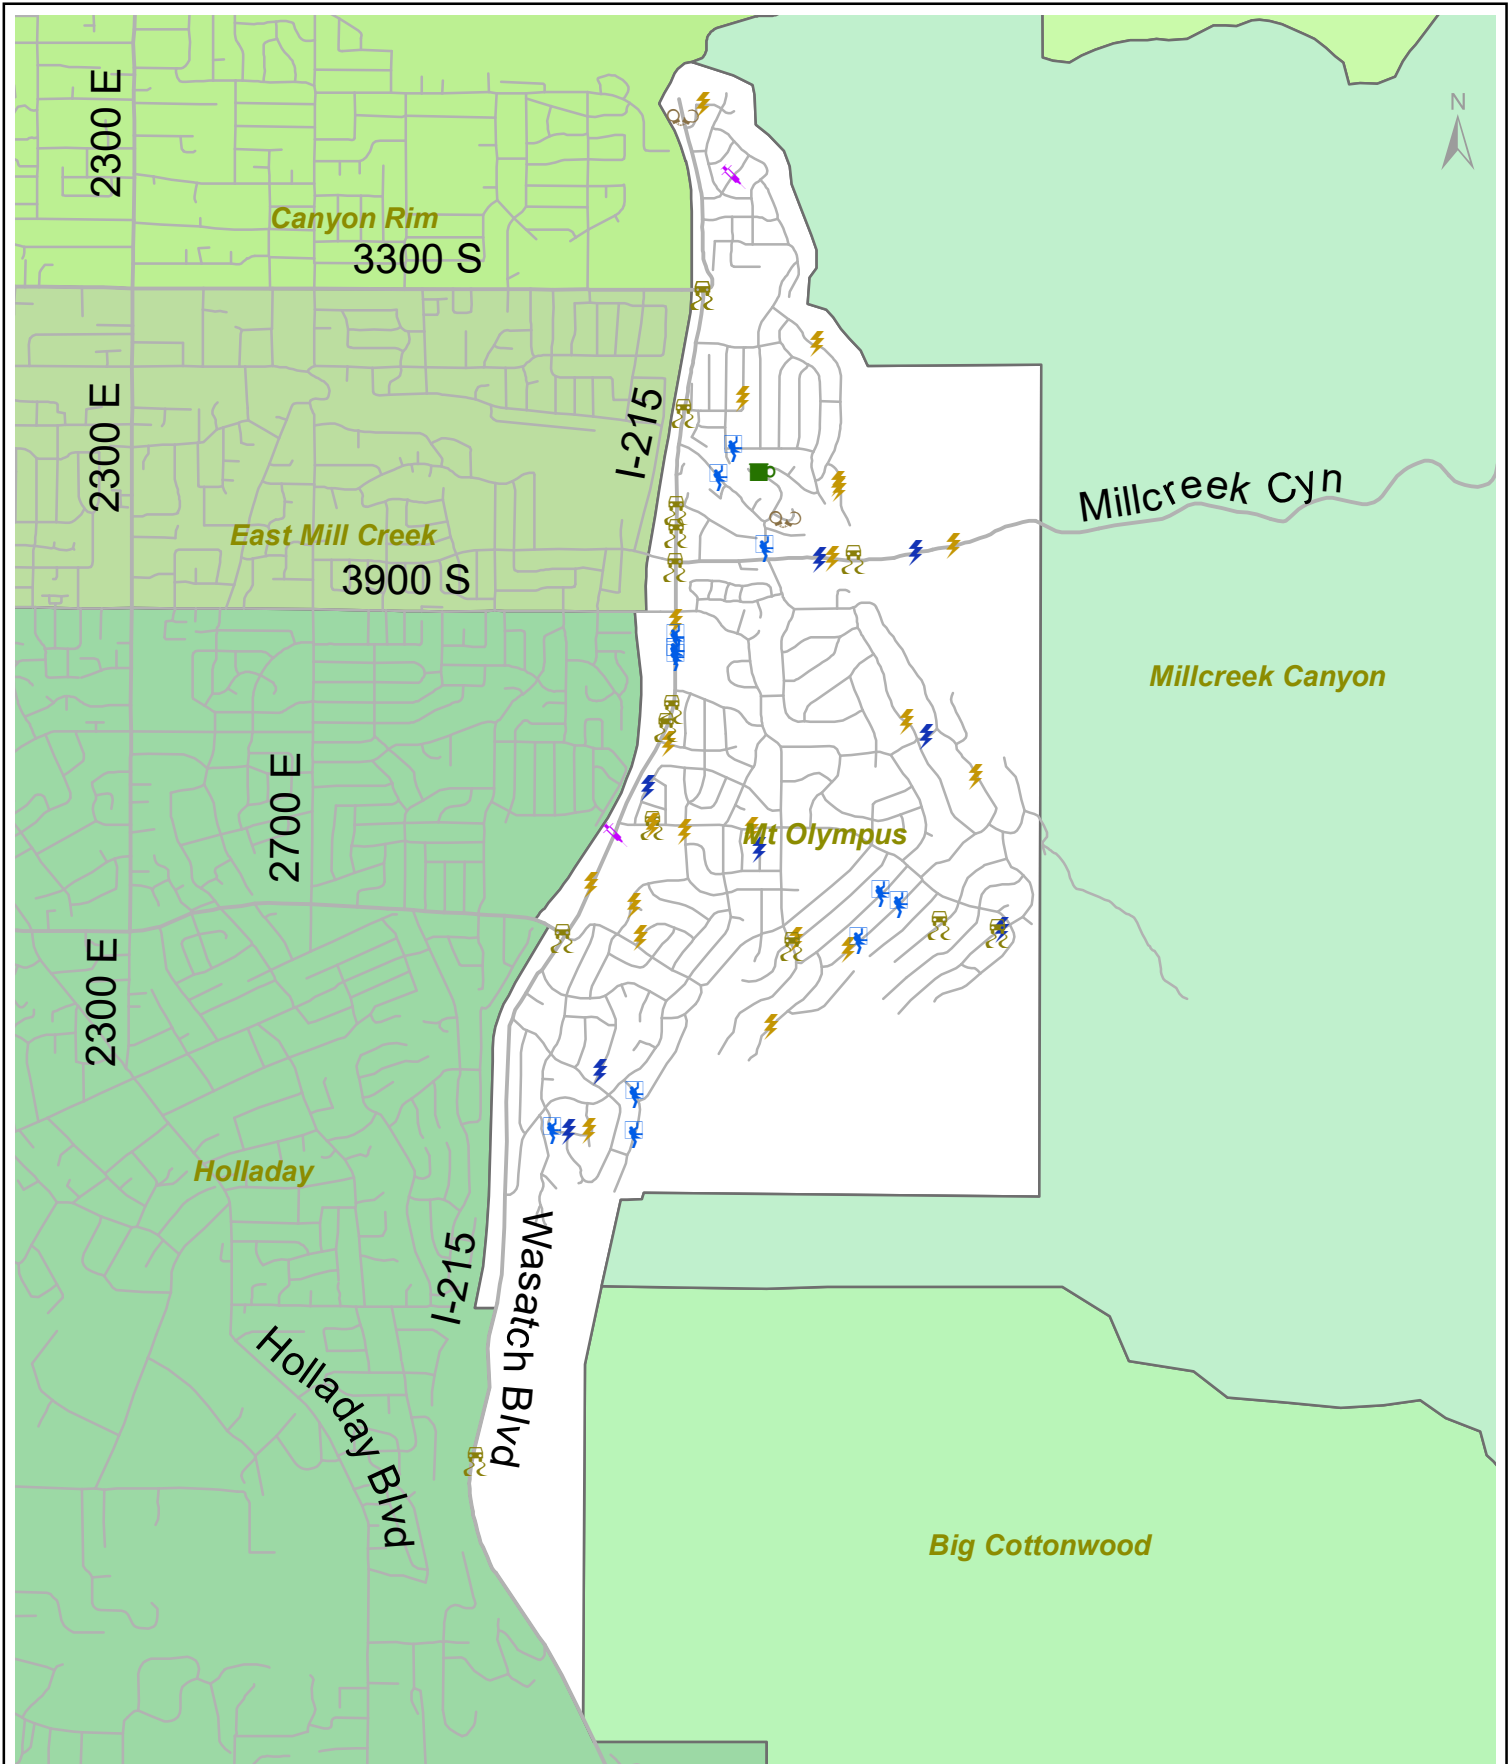 N
2300 E
Canyon Rim
3300 S
2300 E
I-215
Millcreek Cyn
East Mill Creek
3900 S
Millcreek Canyon
2700 E
Mt Olympus
2300 E
Holladay
I-215
Wasatch Blvd
Holladay Blvd
Big Cottonwood